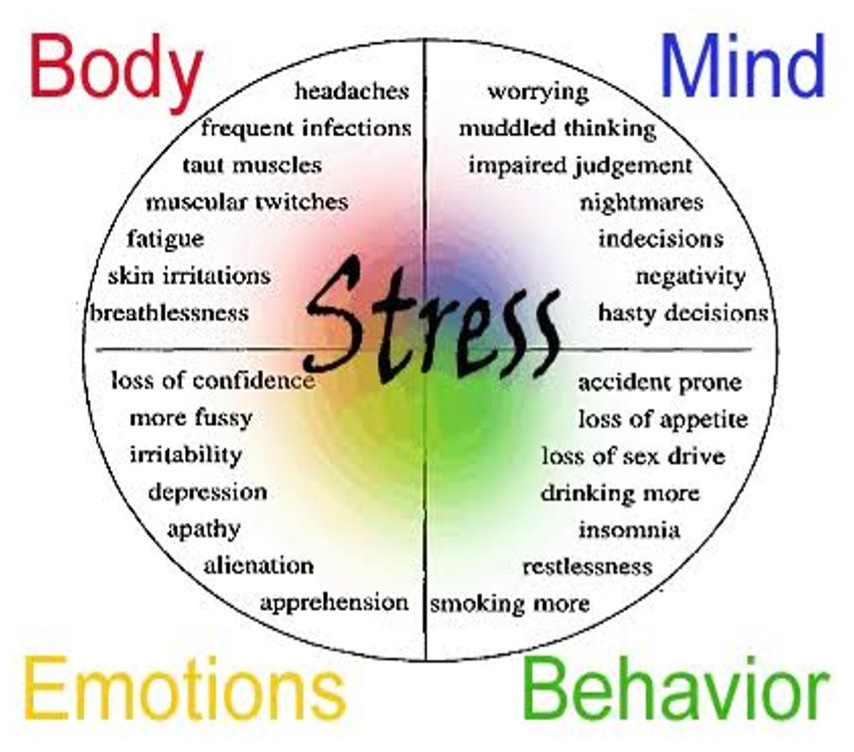 Body
Mind
headaches
frequent infections
taut muscles
muscular twitches
fatigue
skin irritations
breathlessness
worrying
muddled thinking
impaired judgement
nightmares
indecisions
negativity
hasty decisions
Stress
loss of confidence
more fussy
irritability
depression
apathy
alienation
apprehension
accident prone
loss of appetite
loss of sex drive
drinking more
insomnia
restlessness
smoking more
Emotions
Behavior